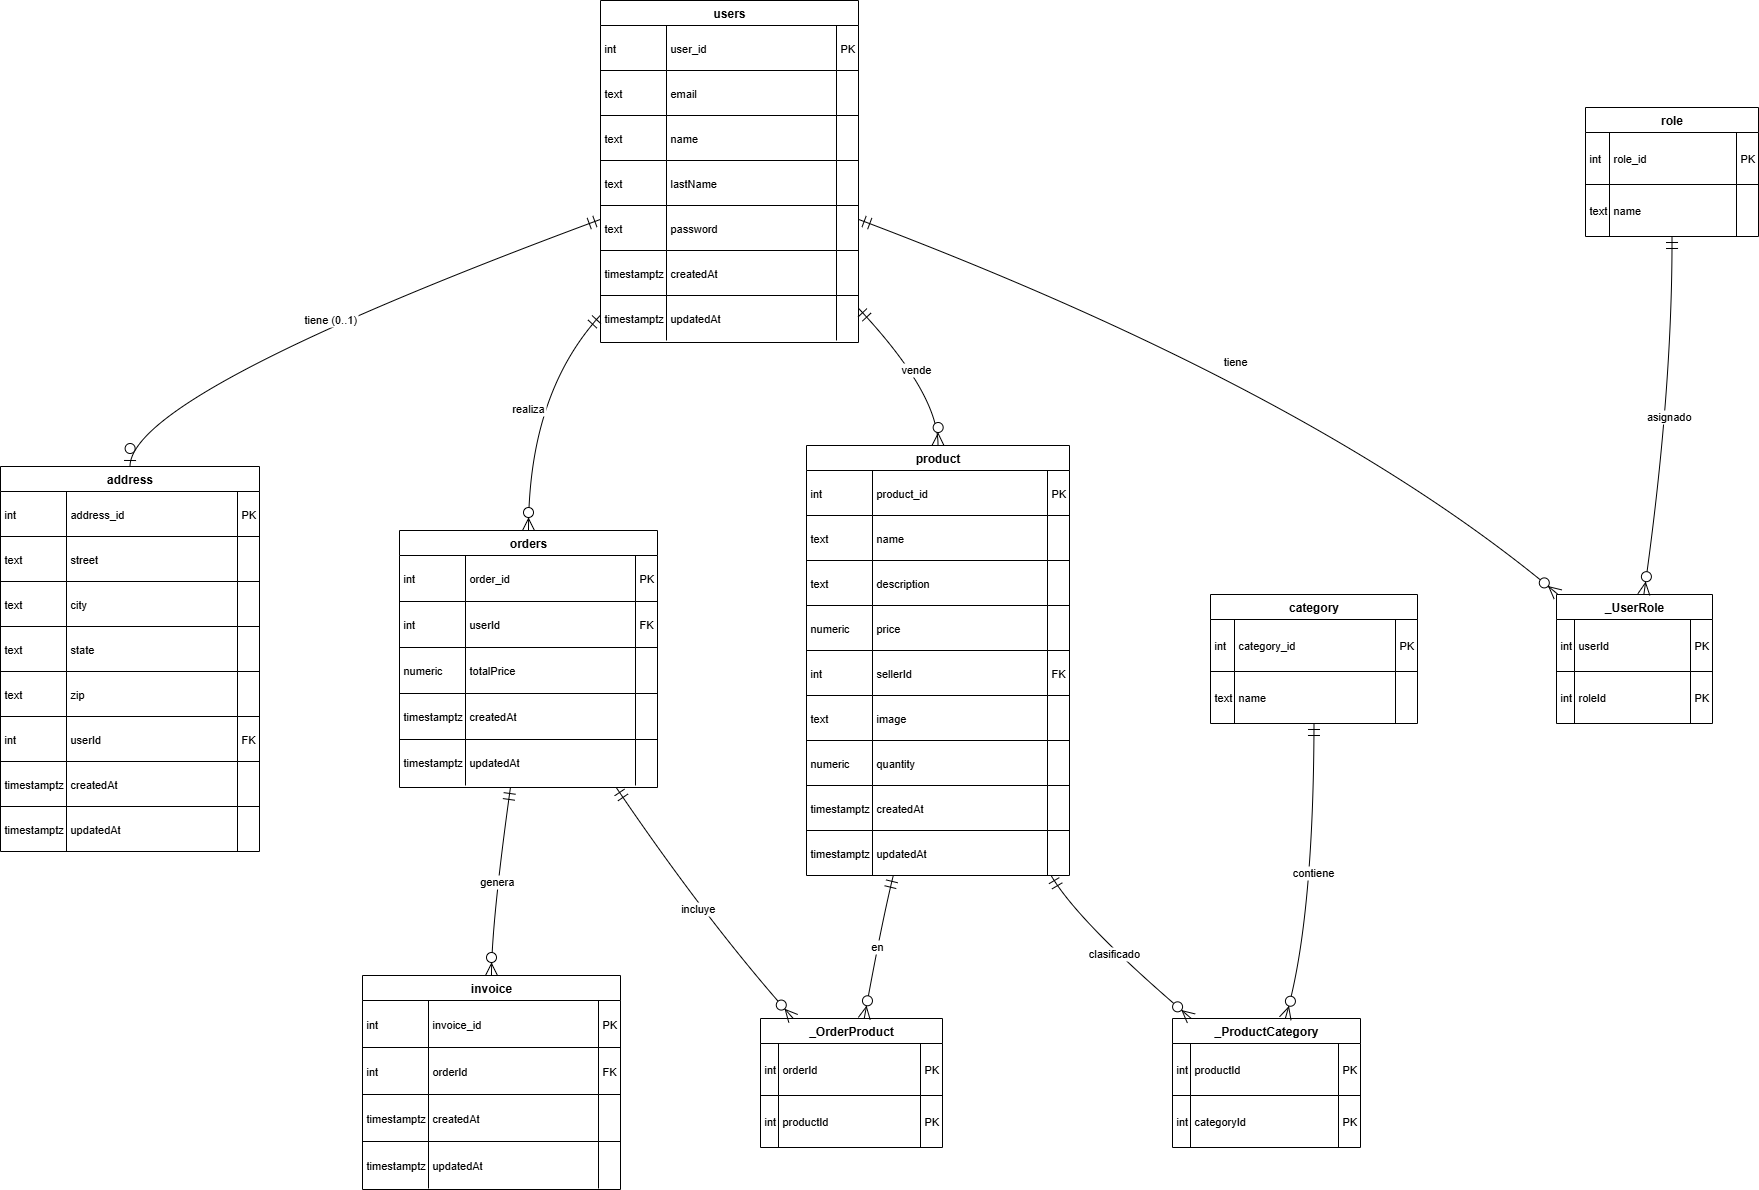 users
int user_id PK
text email
text name
text lastName
text password
timestamptz createdAt
timestamptz updatedAt
role
int role_id PK
text name
tiene (0..1)
realiza
vende
tiene
asignado
address
int address_id PK
text street
text city
text state
text zip
int userId FK
timestamptz createdAt
timestamptz updatedAt
orders
int order_id PK
int userId FK
numeric totalPrice
timestamptz createdAt
timestamptz updatedAt
product
int product_id PK
text name
text description
numeric price
int sellerId FK
text image
numeric quantity
timestamptz createdAt
timestamptz updatedAt
category
int category_id PK
text name
_UserRole
int userId PK
int roleId PK
genera
incluye
en
clasificado
contiene
invoice
int invoice_id PK
int orderId FK
timestamptz createdAt
timestamptz updatedAt
_OrderProduct
int orderId PK
int productId PK
_ProductCategory
int productId PK
int categoryId PK